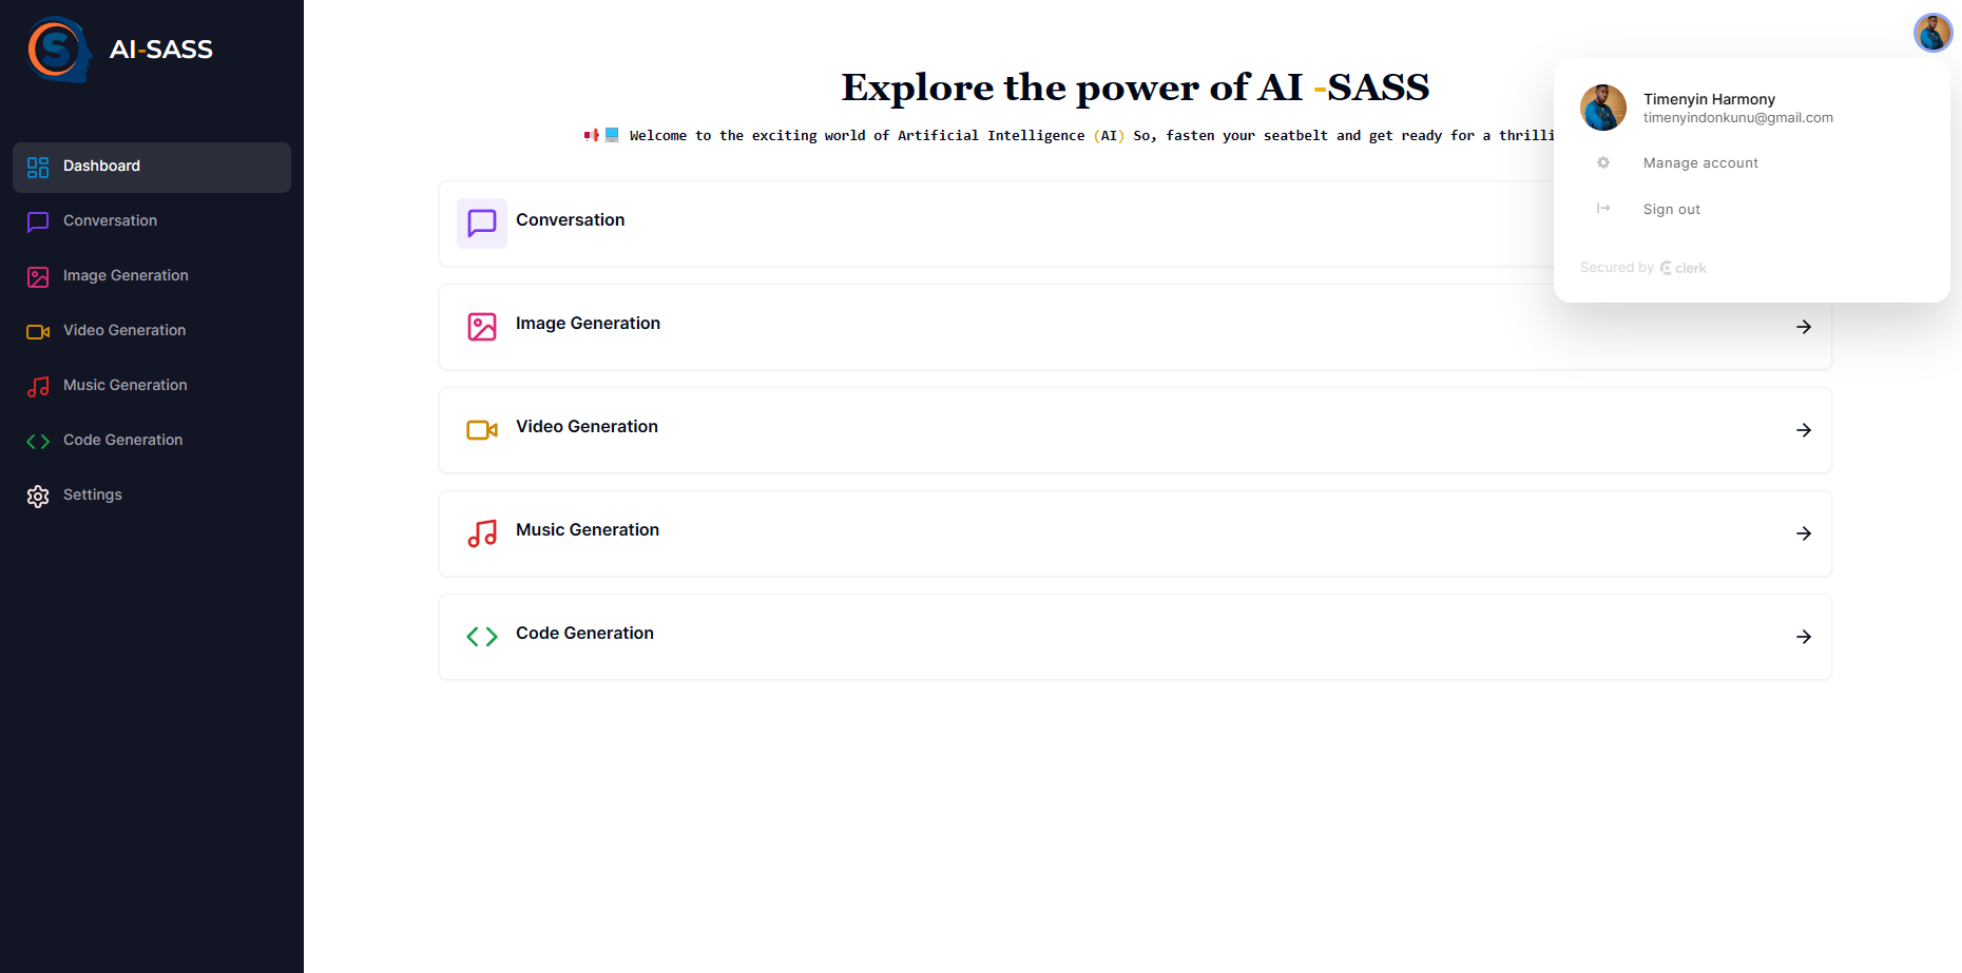 AI-SASS
Dashboard
Conversation
Image Generation
Video Generation
Music Generation
Code Generation
Settings
Explore the power of AI -SASS
Welcome to the exciting world of Artificial Intelligence (AI) So, fasten your seatbelt and get ready for a thrilli
Conversation
Image Generation
Video Generation
Music Generation
Code Generation
Timenyin Harmony
timenyindonkunu@gmail.com
Manage account
Sign out
Secured by clerk